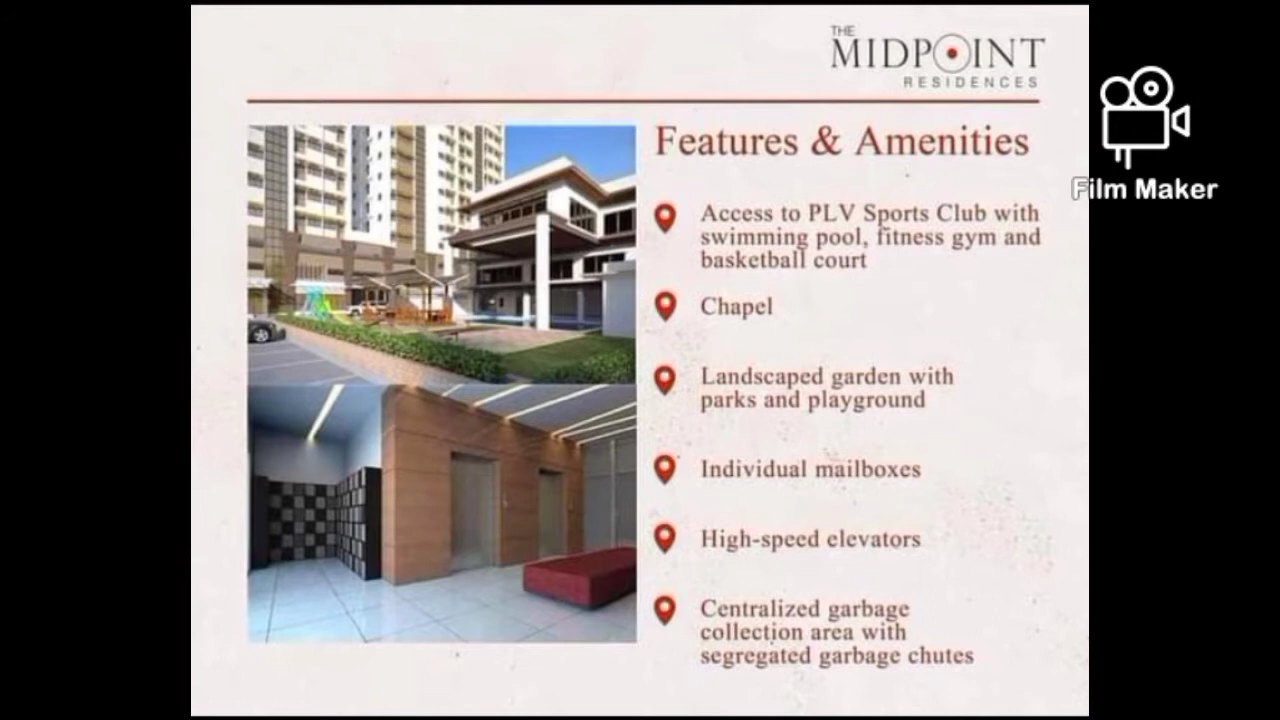 THE
MIDPOINT
RESIDENCES
Film Maker
Features & Amenities
Access to PLV Sports Club with
swimming pool, fitness gym and
basketball court
Chapel
Landscaped garden with
parks and playground
Individual mailboxes
High-speed elevators
Centralized garbage
collection area with
segregated garbage chutes